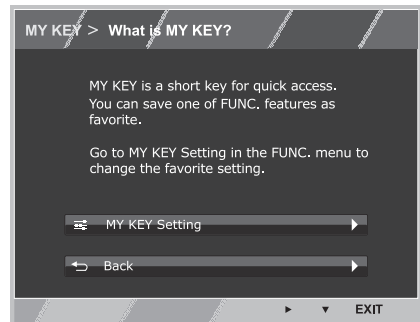 MY KEY > What is MY KEY?
MY KEY is a short key for quick access.
You can save one of FUNC. features as
favorite.
Go to MY KEY Setting in the FUNC. menu to
change the favorite setting.
MY KEY Setting
Back
EXIT